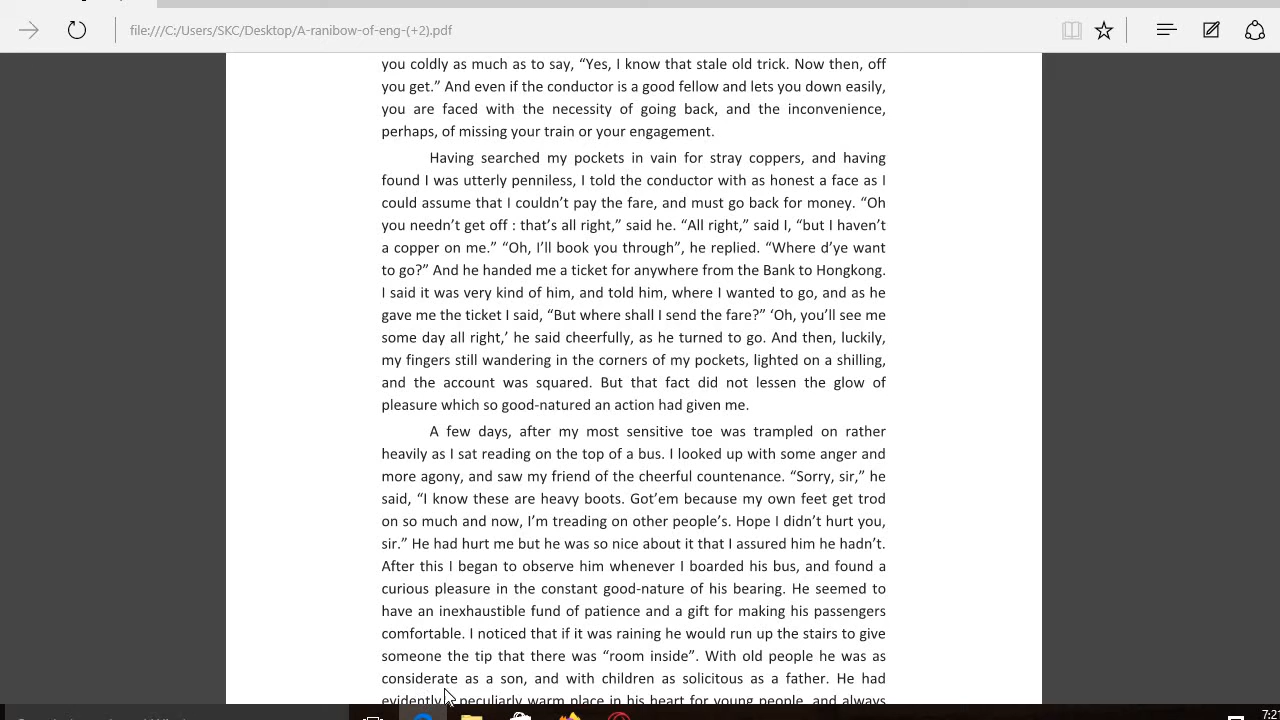 file:///C:/Users/SKC/Desktop/A-ranibow-of-eng-(+2).pdf
you coldly as much as to say, “Yes, I know that stale old trick. Now then, off
you get.” And even if the conductor is a good fellow and lets you down easily,
you are faced with the necessity of going back, and the inconvenience,
perhaps, of missing your train or your engagement.
Having searched my pockets in vain for stray coppers, and having
found I was utterly penniless, I told the conductor with as honest a face as I
could assume that I couldn’t pay the fare, and must go back for money. “Oh
you needn’t get off : that’s all right,” said he. “All right,” said I, “but I haven’t
a copper on me.” “Oh, I’ll book you through”, he replied. “Where d’ye want
to go?” And he handed me a ticket for anywhere from the Bank to Hongkong.
I said it was very kind of him, and told him, where I wanted to go, and as he
gave me the ticket I said, “But where shall I send the fare?” ‘Oh, you’ll see me
some day all right,’ he said cheerfully, as he turned to go. And then, luckily,
my fingers still wandering in the corners of my pockets, lighted on a shilling,
and the account was squared. But that fact did not lessen the glow of
pleasure which so good-natured an action had given me.
A few days, after my most sensitive toe was trampled on rather
heavily as I sat reading on the top of a bus. I looked up with some anger and
more agony, and saw my friend of the cheerful countenance. “Sorry, sir,” he
said, “I know these are heavy boots. Got’em because my own feet get trod
on so much and now, I’m treading on other people’s. Hope I didn’t hurt you,
sir.” He had hurt me but he was so nice about it that I assured him he hadn’t.
After this I began to observe him whenever I boarded his bus, and found a
curious pleasure in the constant good-nature of his bearing. He seemed to
have an inexhaustible fund of patience and a gift for making his passengers
comfortable. I noticed that if it was raining he would run up the stairs to give
someone the tip that there was “room inside”. With old people he was as
considerate as a son, and with children as solicitous as a father. He had
evidently peculiarly warm place in his heart for young people, and always